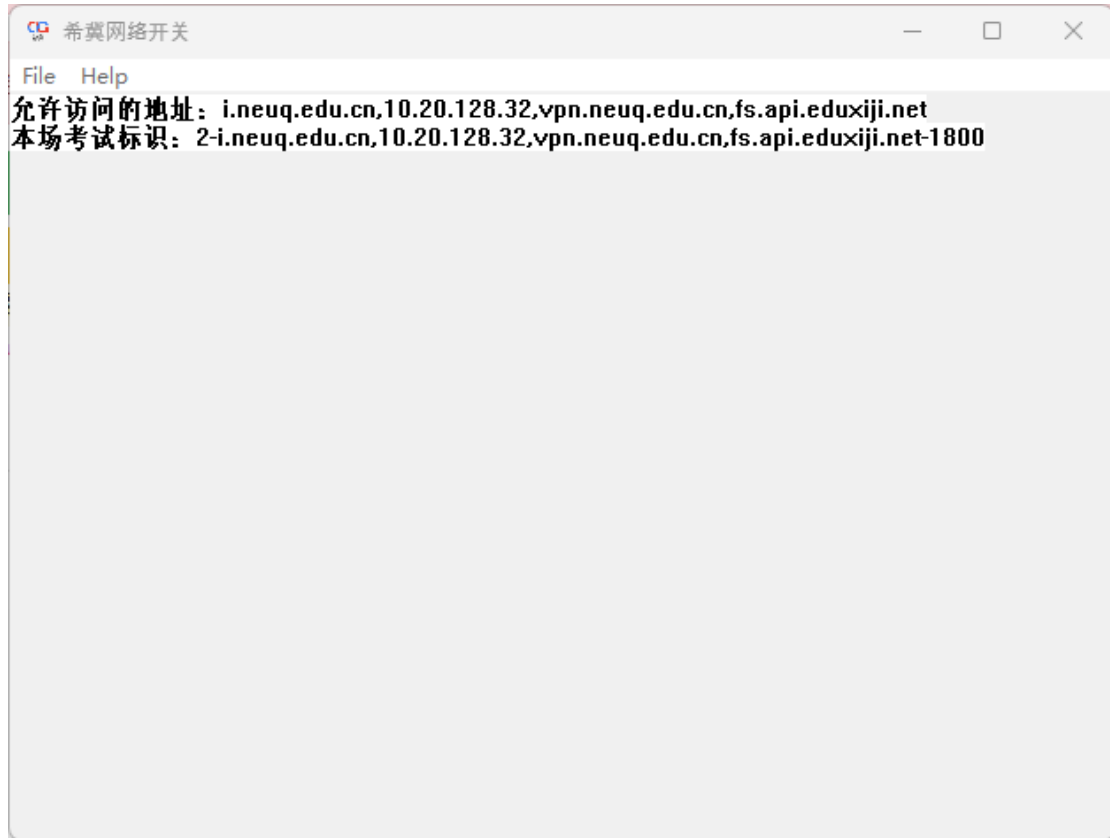 希冀网络开关
File Help
允许访问的地址：i.neuq.edu.cn,10.20.128.32,vpn.neuq.edu.cn,fs.api.eduxiji.net
本场考试标识：2-i.neuq.edu.cn,10.20.128.32,vpn.neuq.edu.cn,fs.api.eduxiji.net-1800